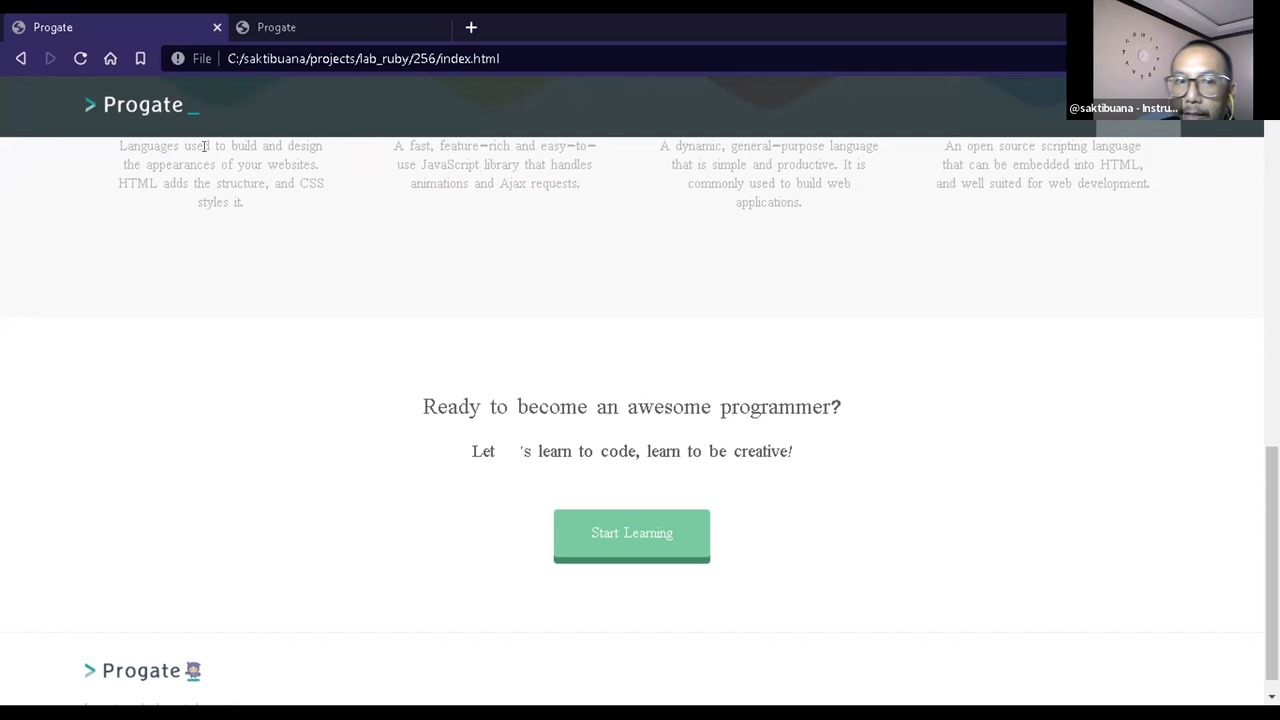 Progate
Progate
File
C:/saktibuana/projects/lab_ruby/256/index.html
@saktibuana - Instru...
> Progate _
Languages used to build and design
the appearances of your websites.
HTML adds the structure, and CSS
styles it.
A fast, feature-rich and easy-to-
use JavaScript library that handles
animations and Ajax requests.
A dynamic, general-purpose language
that is simple and productive. It is
commonly used to build web
applications.
An open source scripting language
that can be embedded into HTML,
and well suited for web development.
Ready to become an awesome programmer?
Let 's learn to code, learn to be creative!
Start Learning
> Progate